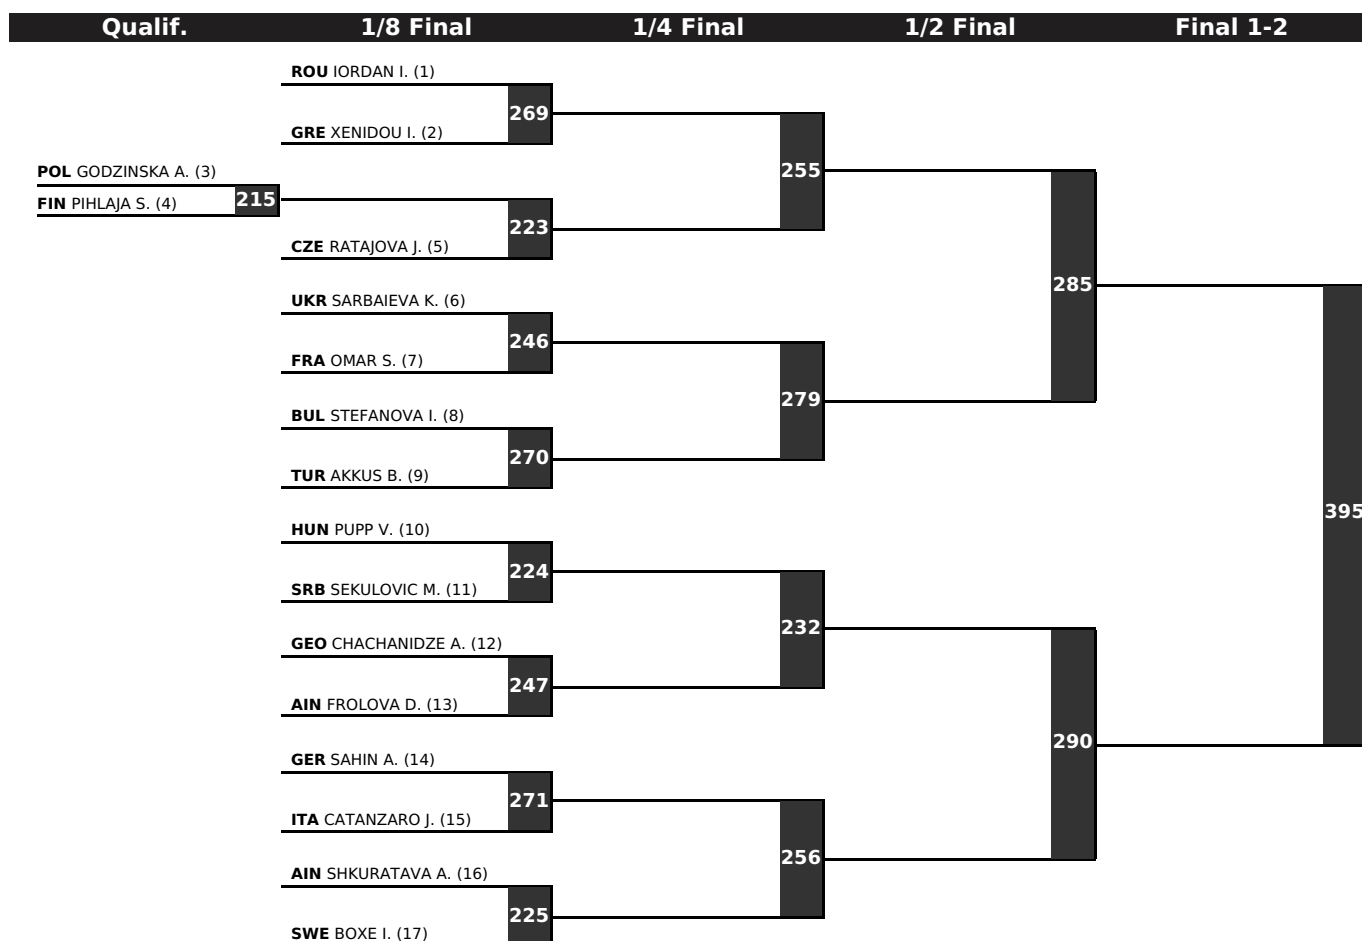 Qualif. 1/8 Final 1/4 Final 1/2 Final Final 1-2
ROU IORDAN I. (1)
269
GRE XENIDOU I. (2)
POL GODZINSKA A. (3)
255
FIN PIHLAJA S. (4)
215
223
CZE RATAJOVA J. (5)
285
UKR SARBAIEVA K. (6)
246
FRA OMAR S. (7)
279
BUL STEFANOVA I. (8)
270
TUR AKKUS B. (9)
395
HUN PUPP V. (10)
224
SRB SEKULOVIC M. (11)
232
GEO CHACHANIDZE A. (12)
247
AIN FROLOVA D. (13)
290
GER SAHIN A. (14)
271
ITA CATANZARO J. (15)
256
AIN SHKURATAVA A. (16)
225
SWE BOXE I. (17)